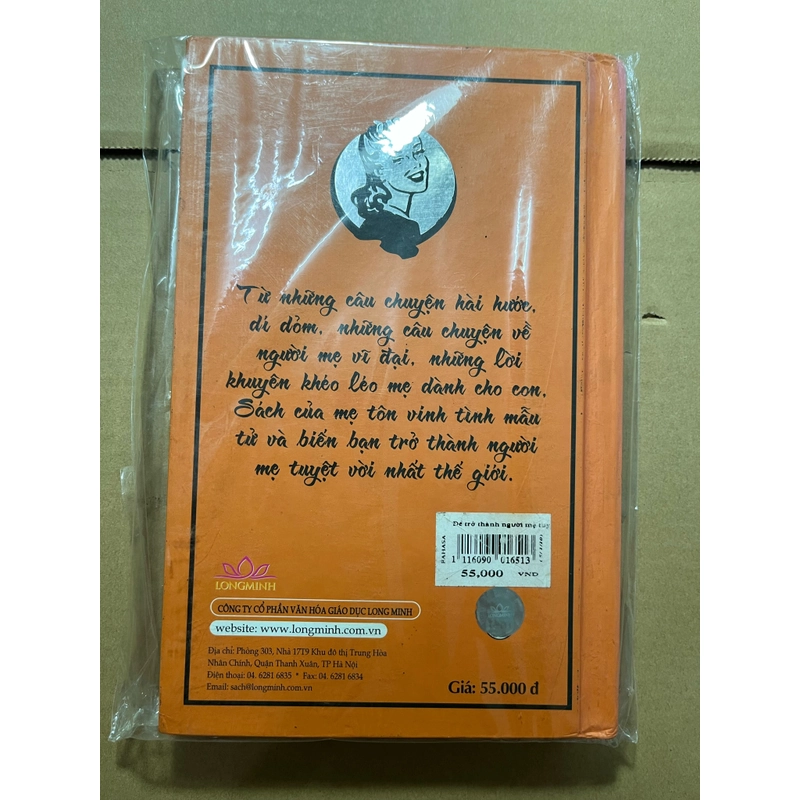 Từ những câu chuyện hài hước,
dí dỏm, những câu chuyện về
người mẹ vĩ đại, những lời
khuyên khéo léo mẹ dành cho con,
Sách của mẹ tôn vinh tình mẫu
tử và biến bạn trở thành người
mẹ tuyệt vời nhất thế giới.
Để trở thành người mẹ tuy
FAHASA
1 116090 016513
55,000 VND
LONGMINH
CÔNG TY CỔ PHẦN VĂN HÓA GIÁO DỤC LONG MINH
website: www.longminh.com.vn
Địa chỉ: Phòng 303, Nhà 17T9 Khu đô thị Trung Hòa
Nhân Chính, Quận Thanh Xuân, TP Hà Nội
Điện thoại: 04. 6281 6835 * Fax: 04. 6281 6834
Email: sach@longminh.com.vn
Giá: 55.000 đ